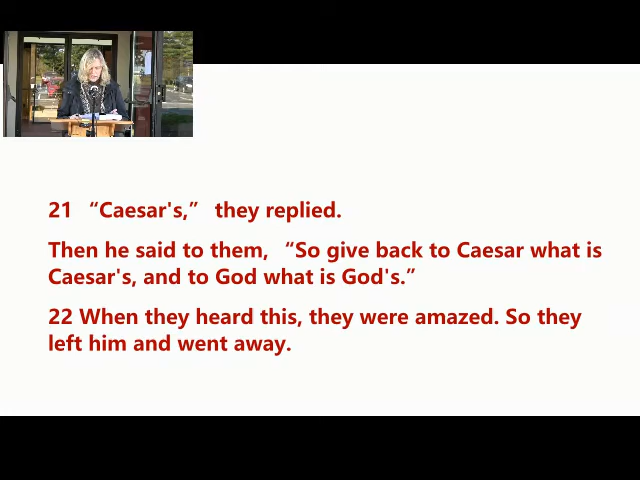 21 “Caesar's,” they replied.
Then he said to them, “So give back to Caesar what is
Caesar's, and to God what is God's.”
22 When they heard this, they were amazed. So they
left him and went away.